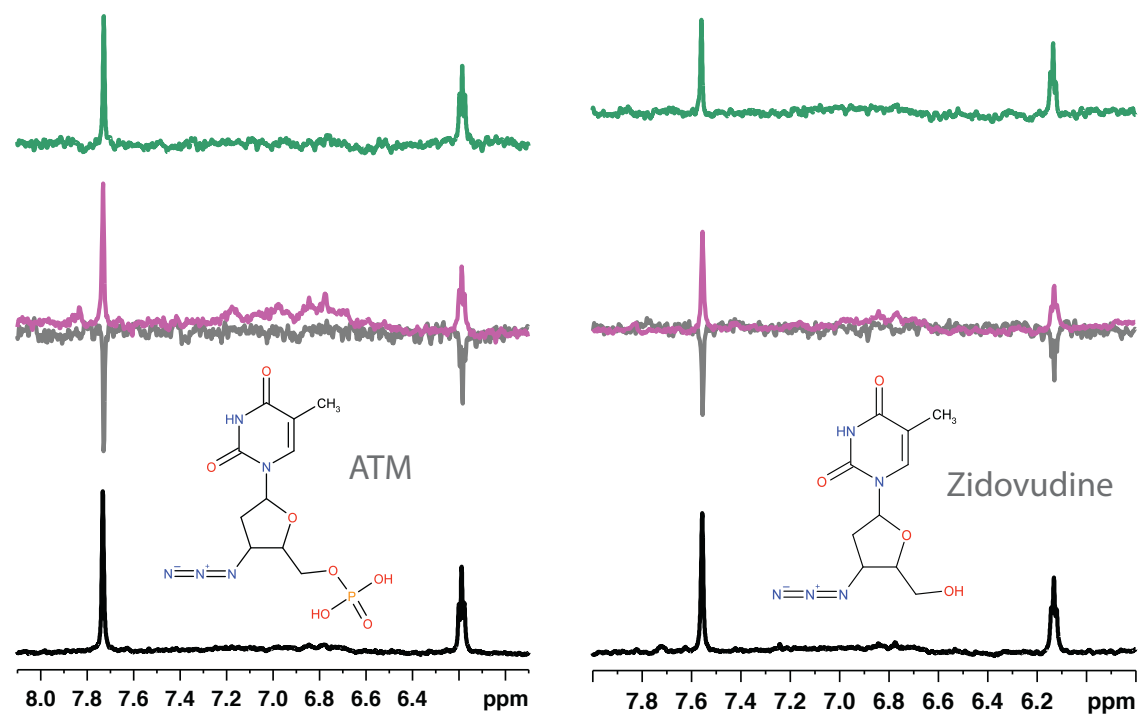 O
CH3
HN
O
N
ATM
O
N− N+ N
O
OH
P
HO
O
8.0 7.8 7.6 7.4 7.2 7.0 6.8 6.6 6.4 ppm
O
CH3
HN
O
N
Zidovudine
O
N− N+ N
OH
7.8 7.6 7.4 7.2 7.0 6.8 6.6 6.4 6.2 ppm